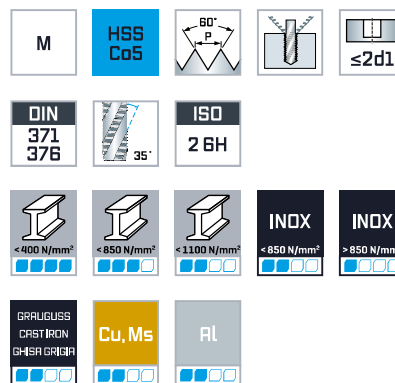 M
HSS
Co5
60°
P
≤2d1
DIN
371
376
35°
ISO
2 6H
<400 N/mm²
<850 N/mm²
<1100 N/mm²
INOX
<850 N/mm²
INOX
>850 N/mm²
GRAUGUSS
CAST IRON
GHISA GRIGIA
Cu, Ms
Al